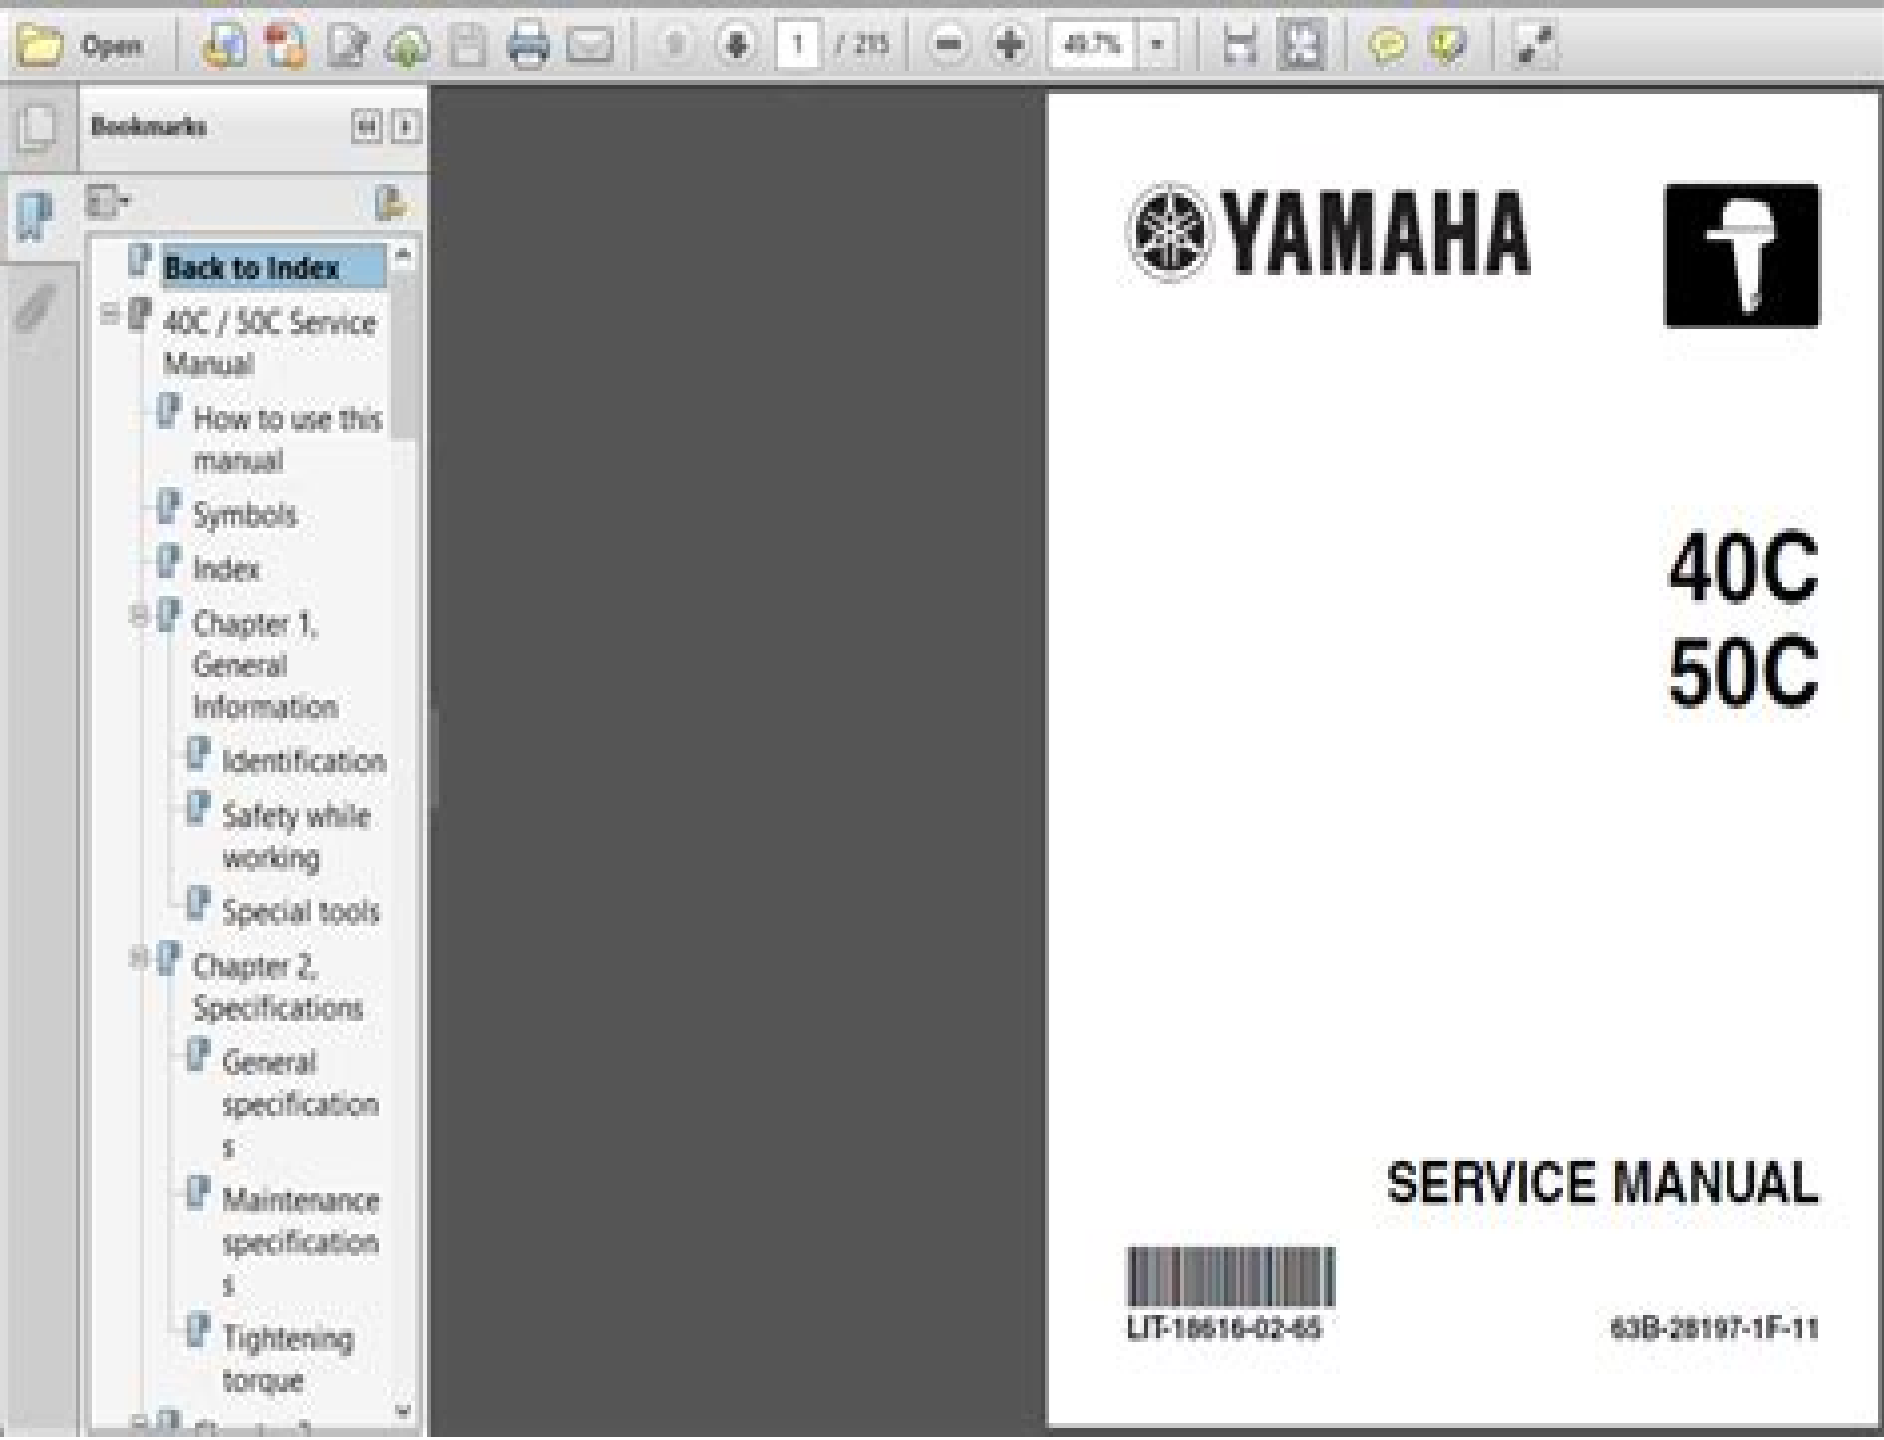 Open
1 / 215
49.7%
Bookmarks
Back to Index
40C / 50C Service
Manual
How to use this
manual
Symbols
Index
Chapter 1,
General
Information
Identification
Safety while
working
Special tools
Chapter 2,
Specifications
General
specification
s
Maintenance
specification
s
Tightening
torque
YAMAHA
40C
50C
SERVICE MANUAL
LIT-18616-02-65
63B-28197-1F-11